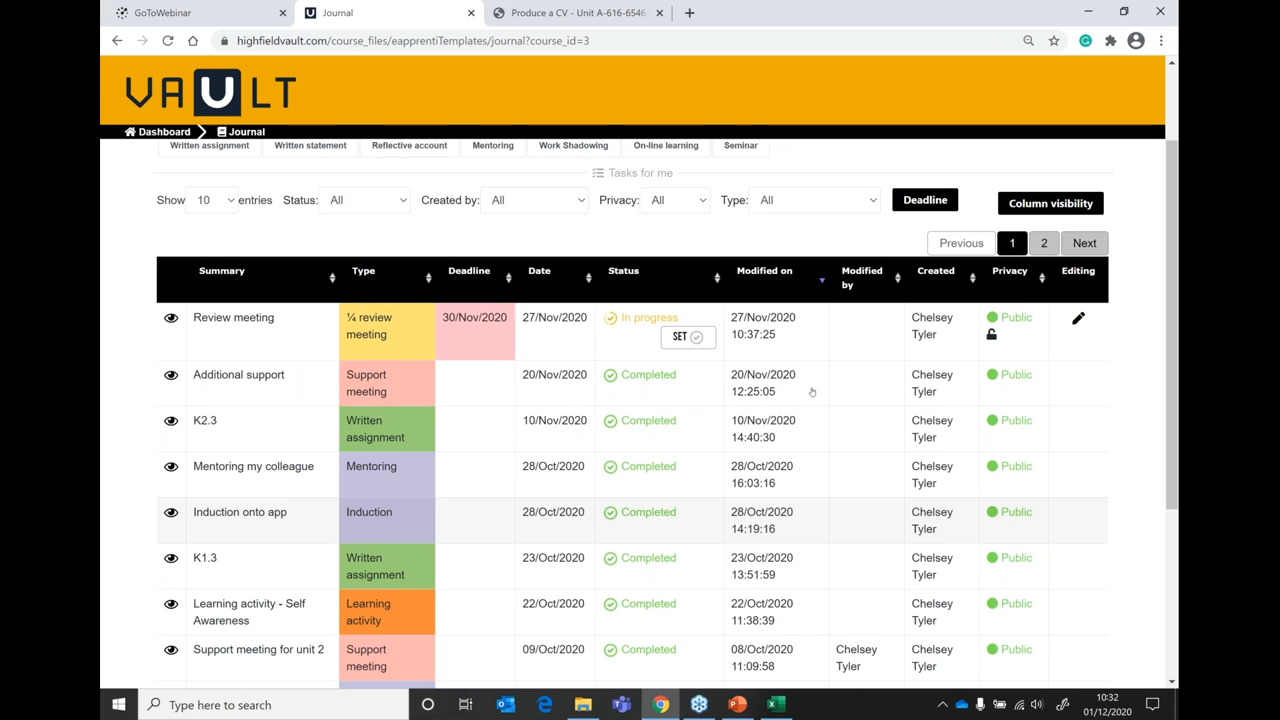 GoToWebinar
Journal
Produce a CV - Unit A-616-6546
highfieldvault.com/course_files/eapprentiTemplates/journal?course_id=3
VAULT
Dashboard
Journal
Written assignment
Written statement
Reflective account
Mentoring
Work Shadowing
On-line learning
Seminar
Tasks for me
Show 10 entries Status: All Created by: All Privacy: All Type: All Deadline Column visibility
Previous 1 2 Next
Summary Type Deadline Date Status Modified on Modified by Created Privacy Editing
Review meeting
¼ review
meeting
30/Nov/2020
27/Nov/2020
In progress
SET
27/Nov/2020
10:37:25
Chelsey
Tyler
Public
Additional support
Support
meeting
20/Nov/2020
Completed
20/Nov/2020
12:25:05
Chelsey
Tyler
Public
K2.3
Written
assignment
10/Nov/2020
Completed
10/Nov/2020
14:40:30
Chelsey
Tyler
Public
Mentoring my colleague
Mentoring
28/Oct/2020
Completed
28/Oct/2020
16:03:16
Chelsey
Tyler
Public
Induction onto app
Induction
28/Oct/2020
Completed
28/Oct/2020
14:19:16
Chelsey
Tyler
Public
K1.3
Written
assignment
23/Oct/2020
Completed
23/Oct/2020
13:51:59
Chelsey
Tyler
Public
Learning activity - Self
Awareness
Learning
activity
22/Oct/2020
Completed
22/Oct/2020
11:38:39
Chelsey
Tyler
Public
Support meeting for unit 2
Support
meeting
09/Oct/2020
Completed
08/Oct/2020
11:09:58
Chelsey
Tyler
Chelsey
Tyler
Public
Type here to search
10:32
01/12/2020